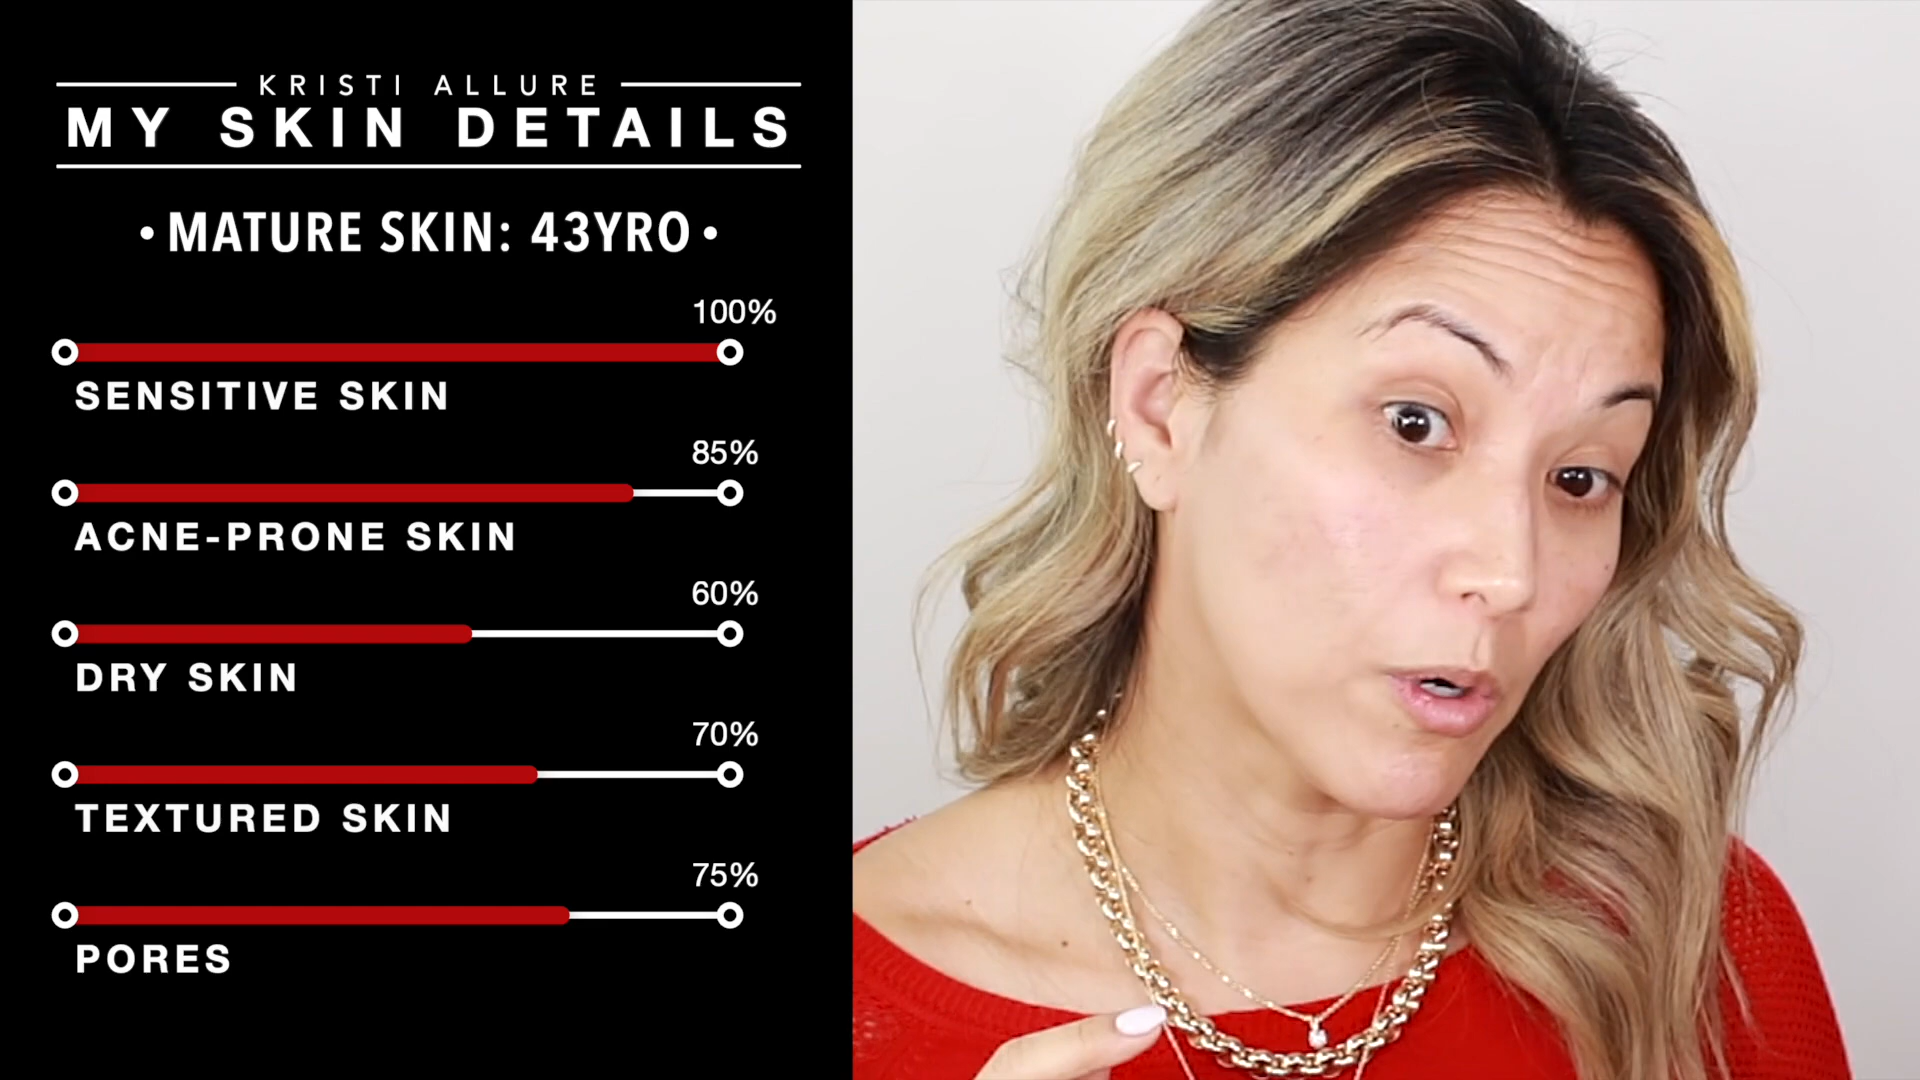 KRISTI ALLURE
MY SKIN DETAILS
• MATURE SKIN: 43YRO •
100%
SENSITIVE SKIN
85%
ACNE-PRONE SKIN
60%
DRY SKIN
70%
TEXTURED SKIN
75%
PORES